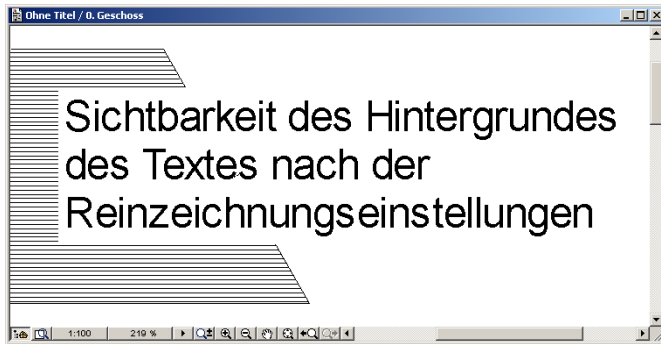 Ohne Titel / 0. Geschoss
Sichtbarkeit des Hintergrundes
des Textes nach der
Reinzeichnungseinstellungen
1:100 219 %